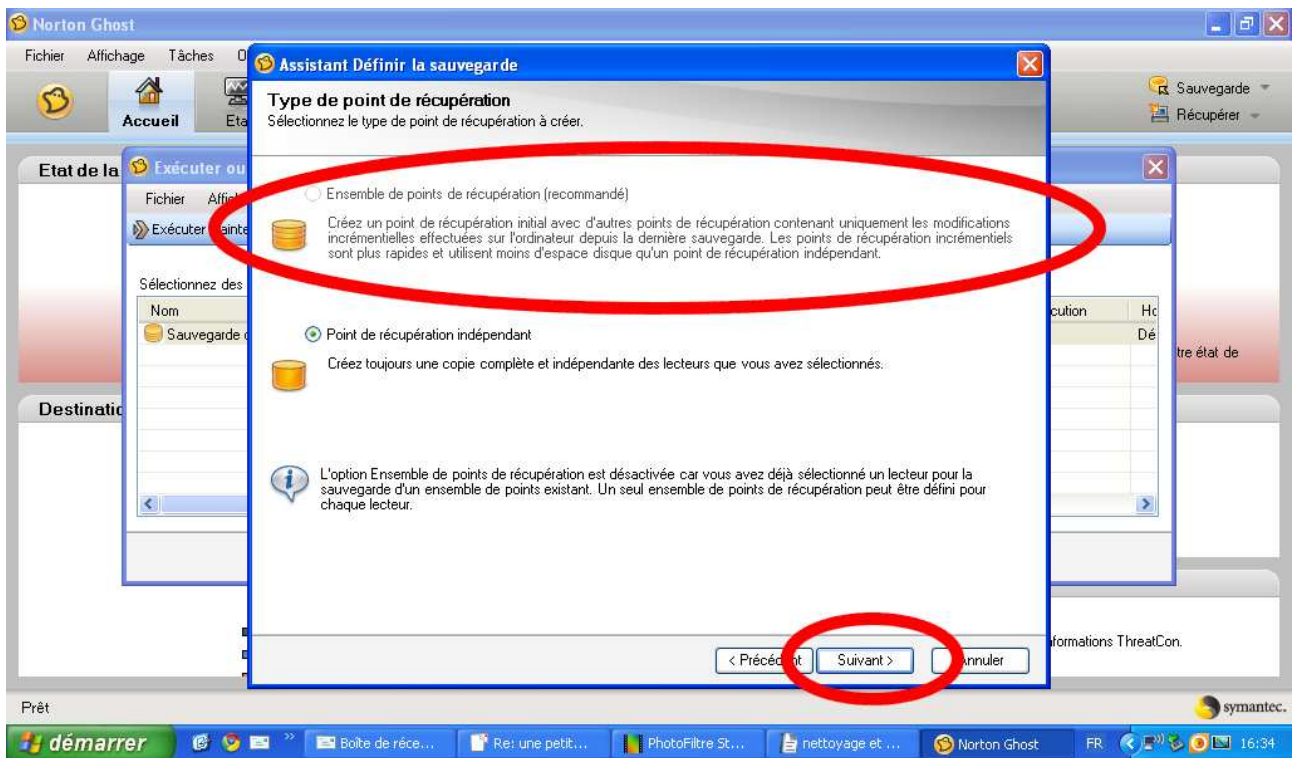 Norton Ghost
Fichier Affichage Tâches
Accueil
Sauvegarde
Récupérer
Assistant Définir la sauvegarde
Type de point de récupération
Sélectionnez le type de point de récupération à créer.
Etat de la
Exécuter ou
Fichier
Exécuter
Sélectionnez des
Nom
Sauvegarde
Ensemble de points de récupération (recommandé)
Créez un point de récupération initial avec d'autres points de récupération contenant uniquement les modifications
incrémentielles effectuées sur l'ordinateur depuis la dernière sauvegarde. Les points de récupération incrémentiels
sont plus rapides et utilisent moins d'espace disque qu'un point de récupération indépendant.
Point de récupération indépendant
Créez toujours une copie complète et indépendante des lecteurs que vous avez sélectionnés.
L'option Ensemble de points de récupération est désactivée car vous avez déjà sélectionné un lecteur pour la
sauvegarde d'un ensemble de points existant. Un seul ensemble de points de récupération peut être défini pour
chaque lecteur.
cution
Dé
tre état de
Destinatio
< Précédent
Suivant >
Annuler
formations ThreatCon.
Prêt
symantec.
démarrer
Boîte de réce...
Re: une petit...
PhotoFiltre St...
nettoyage et ...
Norton Ghost
FR
16:34